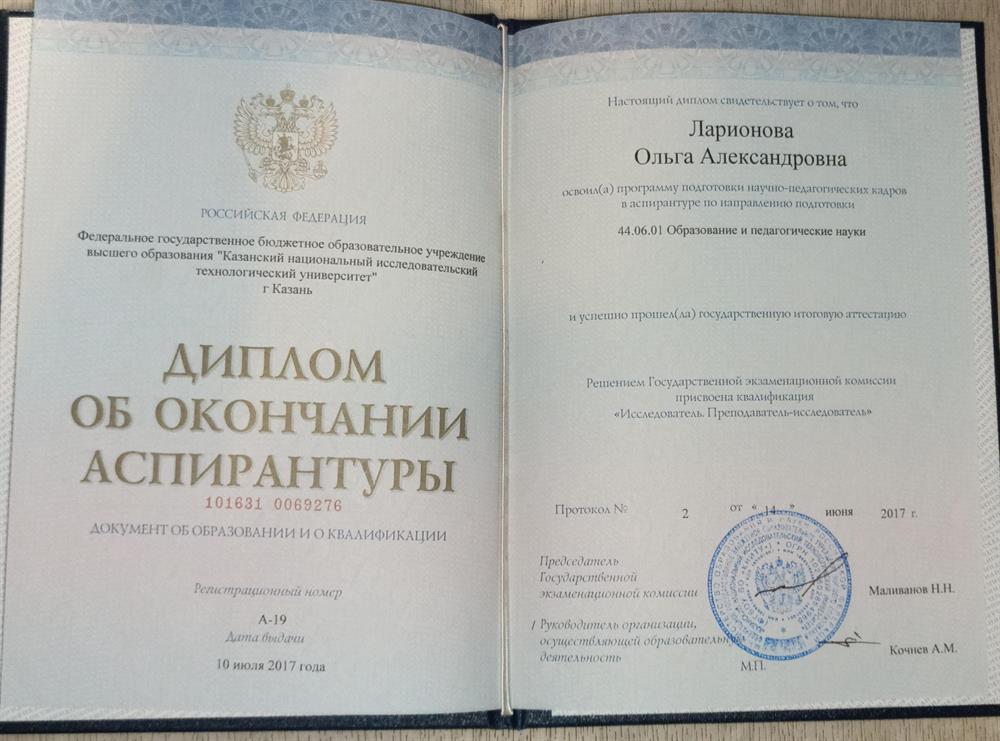 РОССИЙСКАЯ ФЕДЕРАЦИЯ
Федеральное государственное бюджетное образовательное учреждение
высшего образования "Казанский национальный исследовательский
технологический университет"
г Казань
ДИПЛОМ
ОБ ОКОНЧАНИИ
АСПИРАНТУРЫ
101631 0069276
ДОКУМЕНТ ОБ ОБРАЗОВАНИИ И О КВАЛИФИКАЦИИ
Регистрационный номер
А-19
Дата выдачи
10 июля 2017 года
Настоящий диплом свидетельствует о том, что
Ларионова
Ольга Александровна
освоил(а) программу подготовки научно-педагогических кадров
в аспирантуре по направлению подготовки
44.06.01 Образование и педагогические науки
и успешно прошел(ла) государственную итоговую аттестацию
Решением Государственной экзаменационной комиссии
присвоена квалификация
«Исследователь. Преподаватель-исследователь»
Протокол № 2 от « 14 » июня 2017 г.
Председатель
Государственной
экзаменационной комиссии
Маливанов Н.Н.
/ Руководитель организации,
осуществляющей образовательную
деятельность
Кочнев А.М.
М.П.